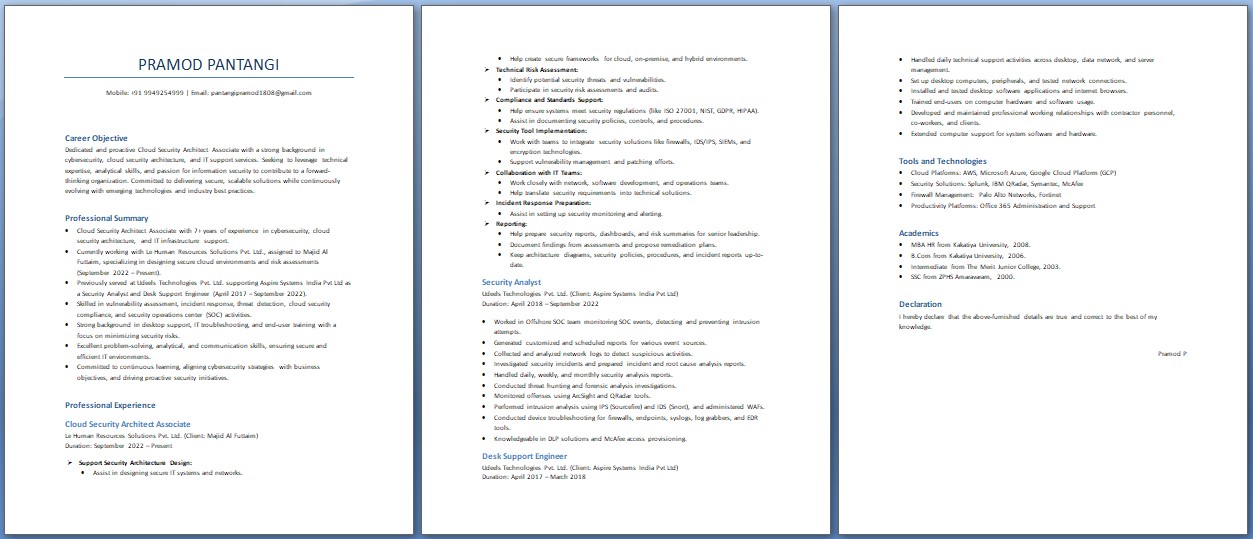 PRAMOD PANTANGI
Mobile: +91 9949254999 | Email: pantangipramod1808@gmail.com
Career Objective
Dedicated and proactive Cloud Security Architect Associate with a strong background in
cybersecurity, cloud security architecture, and IT support services. Seeking to leverage technical
expertise, analytical skills, and passion for information security to contribute to a forward-
thinking organization. Committed to delivering secure, scalable solutions while continuously
evolving with emerging technologies and industry best practices.
Professional Summary
• Cloud Security Architect Associate with 7+ years of experience in cybersecurity, cloud
security architecture, and IT infrastructure support.
• Currently working with Le Human Resources Solutions Pvt. Ltd., assigned to Majid Al
Futtaim, specializing in designing secure cloud environments and risk assessments
(September 2022 – Present).
• Previously served at Udeds Technologies Pvt. Ltd. supporting Aspire Systems India Pvt Ltd as
a Security Analyst and Desk Support Engineer (April 2017 – September 2022).
• Skilled in vulnerability assessment, incident response, threat detection, cloud security
compliance, and security operations center (SOC) activities.
• Strong background in desktop support, IT troubleshooting, and end-user training with a
focus on minimizing security risks.
• Excellent problem-solving, analytical, and communication skills, ensuring secure and
efficient IT environments.
• Committed to continuous learning, aligning cybersecurity strategies with business
objectives, and driving proactive security initiatives.
Professional Experience
Cloud Security Architect Associate
Le Human Resources Solutions Pvt. Ltd. (Client: Majid Al Futtaim)
Duration: September 2022 – Present
➢ Support Security Architecture Design:
• Assist in designing secure IT systems and networks.
• Help create secure frameworks for cloud, on-premise, and hybrid environments.
➢ Technical Risk Assessment:
• Identify potential security threats and vulnerabilities.
• Participate in security risk assessments and audits.
➢ Compliance and Standards Support:
• Help ensure systems meet security regulations (like ISO 27001, NIST, GDPR, HIPAA).
• Assist in documenting security policies, controls, and procedures.
➢ Security Tool Implementation:
• Work with teams to integrate security solutions like firewalls, IDS/IPS, SIEMs, and
encryption technologies.
• Support vulnerability management and patching efforts.
➢ Collaboration with IT Teams:
• Work closely with network, software development, and operations teams.
• Help translate security requirements into technical solutions.
➢ Incident Response Preparation:
• Assist in setting up security monitoring and alerting.
➢ Reporting:
• Help prepare security reports, dashboards, and risk summaries for senior leadership.
• Document findings from assessments and propose remediation plans.
• Keep architecture diagrams, security policies, procedures, and incident reports up-to-
date.
Security Analyst
Udeds Technologies Pvt. Ltd. (Client: Aspire Systems India Pvt Ltd)
Duration: April 2018 – September 2022
• Worked in Offshore SOC team monitoring SOC events, detecting and preventing intrusion
attempts.
• Generated customized and scheduled reports for various event sources.
• Collected and analyzed network logs to detect suspicious activities.
• Investigated security incidents and prepared incident and root cause analysis reports.
• Handled daily, weekly, and monthly security analysis reports.
• Conducted threat hunting and forensic analysis investigations.
• Monitored offenses using ArcSight and QRadar tools.
• Performed intrusion analysis using IPS (Sourcefire) and IDS (Snort), and administered WAFs.
• Conducted device troubleshooting for firewalls, endpoints, syslogs, log grabbers, and EDR
tools.
• Knowledgeable in DLP solutions and McAfee access provisioning.
Desk Support Engineer
Udeds Technologies Pvt. Ltd. (Client: Aspire Systems India Pvt Ltd)
Duration: April 2017 – March 2018
• Handled daily technical support activities across desktop, data network, and server
management.
• Set up desktop computers, peripherals, and tested network connections.
• Installed and tested desktop software applications and internet browsers.
• Trained end-users on computer hardware and software usage.
• Developed and maintained professional working relationships with contractor personnel,
co-workers, and clients.
• Extended computer support for system software and hardware.
Tools and Technologies
• Cloud Platforms: AWS, Microsoft Azure, Google Cloud Platform (GCP)
• Security Solutions: Splunk, IBM QRadar, Symantec, McAfee
• Firewall Management: Palo Alto Networks, Fortinet
• Productivity Platforms: Office 365 Administration and Support
Academics
• MBA HR from Kakatiya University, 2008.
• B.Com from Kakatiya University, 2006.
• Intermediate from The Merit Junior College, 2003.
• SSC from ZPHS Amaravaram, 2000.
Declaration
I hereby declare that the above-furnished details are true and correct to the best of my
knowledge.
Pramod P